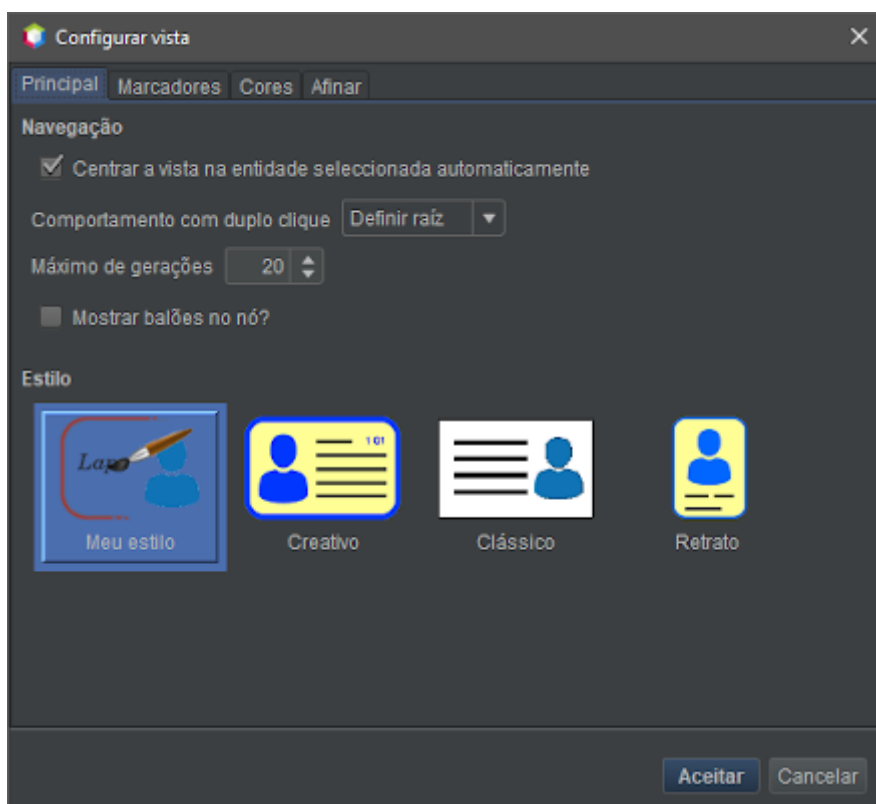 Configurar vista
Principal Marcadores Cores Afinar
Navegação
Centrar a vista na entidade seleccionada automaticamente
Comportamento com duplo clique Definir raíz
Máximo de gerações 20
Mostrar balões no nó?
Estilo
Meu estilo Creativo Clássico Retrato
Aceitar Cancelar